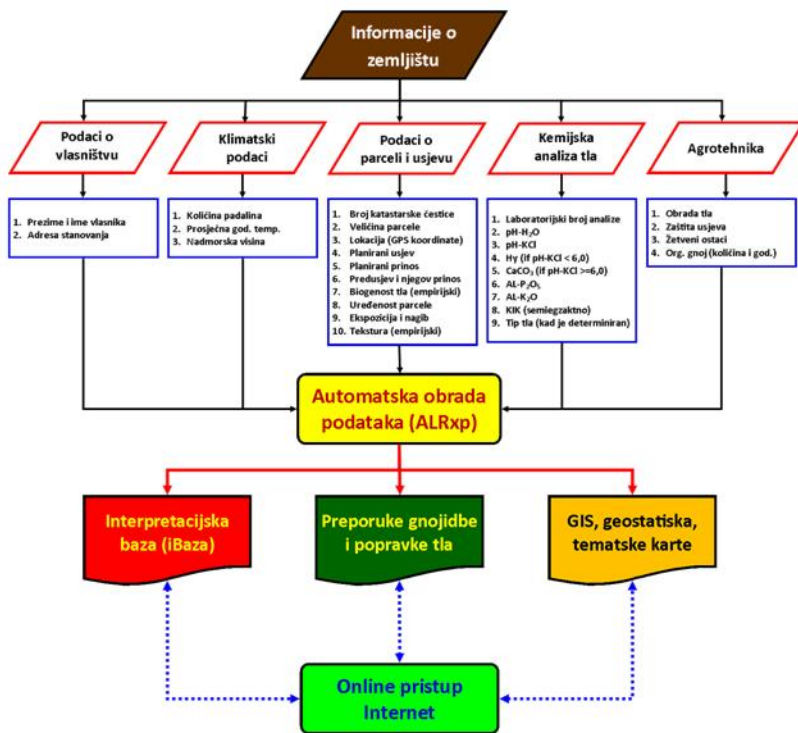 Informacije o
zemljištu
Podaci o
vlasništvu
Klimatski
podaci
Podaci o
parceli i usjevu
Kemijska
analiza tla
Agrotehnika
1. Prezime i ime vlasnika
2. Adresa stanovanja
1. Količina padalina
2. Prosječna god. temp.
3. Nadmorska visina
1. Broj katastarske čestice
2. Veličina parcele
3. Lokacija (GPS koordinate)
4. Planirani usjev
5. Planirani prinos
6. Predusjev i njegov prinos
7. Biogenost tla (empirijski)
8. Uređenost parcele
9. Ekspozicija i nagib
10. Tekstura (empirijski)
1. Laboratorijski broj analize
2. pH-H₂O
3. pH-KCl
4. Hy (if pH-KCl < 6,0)
5. CaCO₃ (if pH-KCl >=6,0)
6. AL-P₂O₅
7. AL-K₂O
8. KIK (semiegzaktno)
9. Tip tla (kad je determiniran)
1. Obrada tla
2. Zaštita usjeva
3. Žetveni ostaci
4. Org. gnoj (količina i god.)
Automatska obrada
podataka (ALRxp)
Interpretacijska
baza (iBaza)
Preporuke gnojidbe
i popravke tla
GIS, geostatiska,
tematske karte
Online pristup
Internet